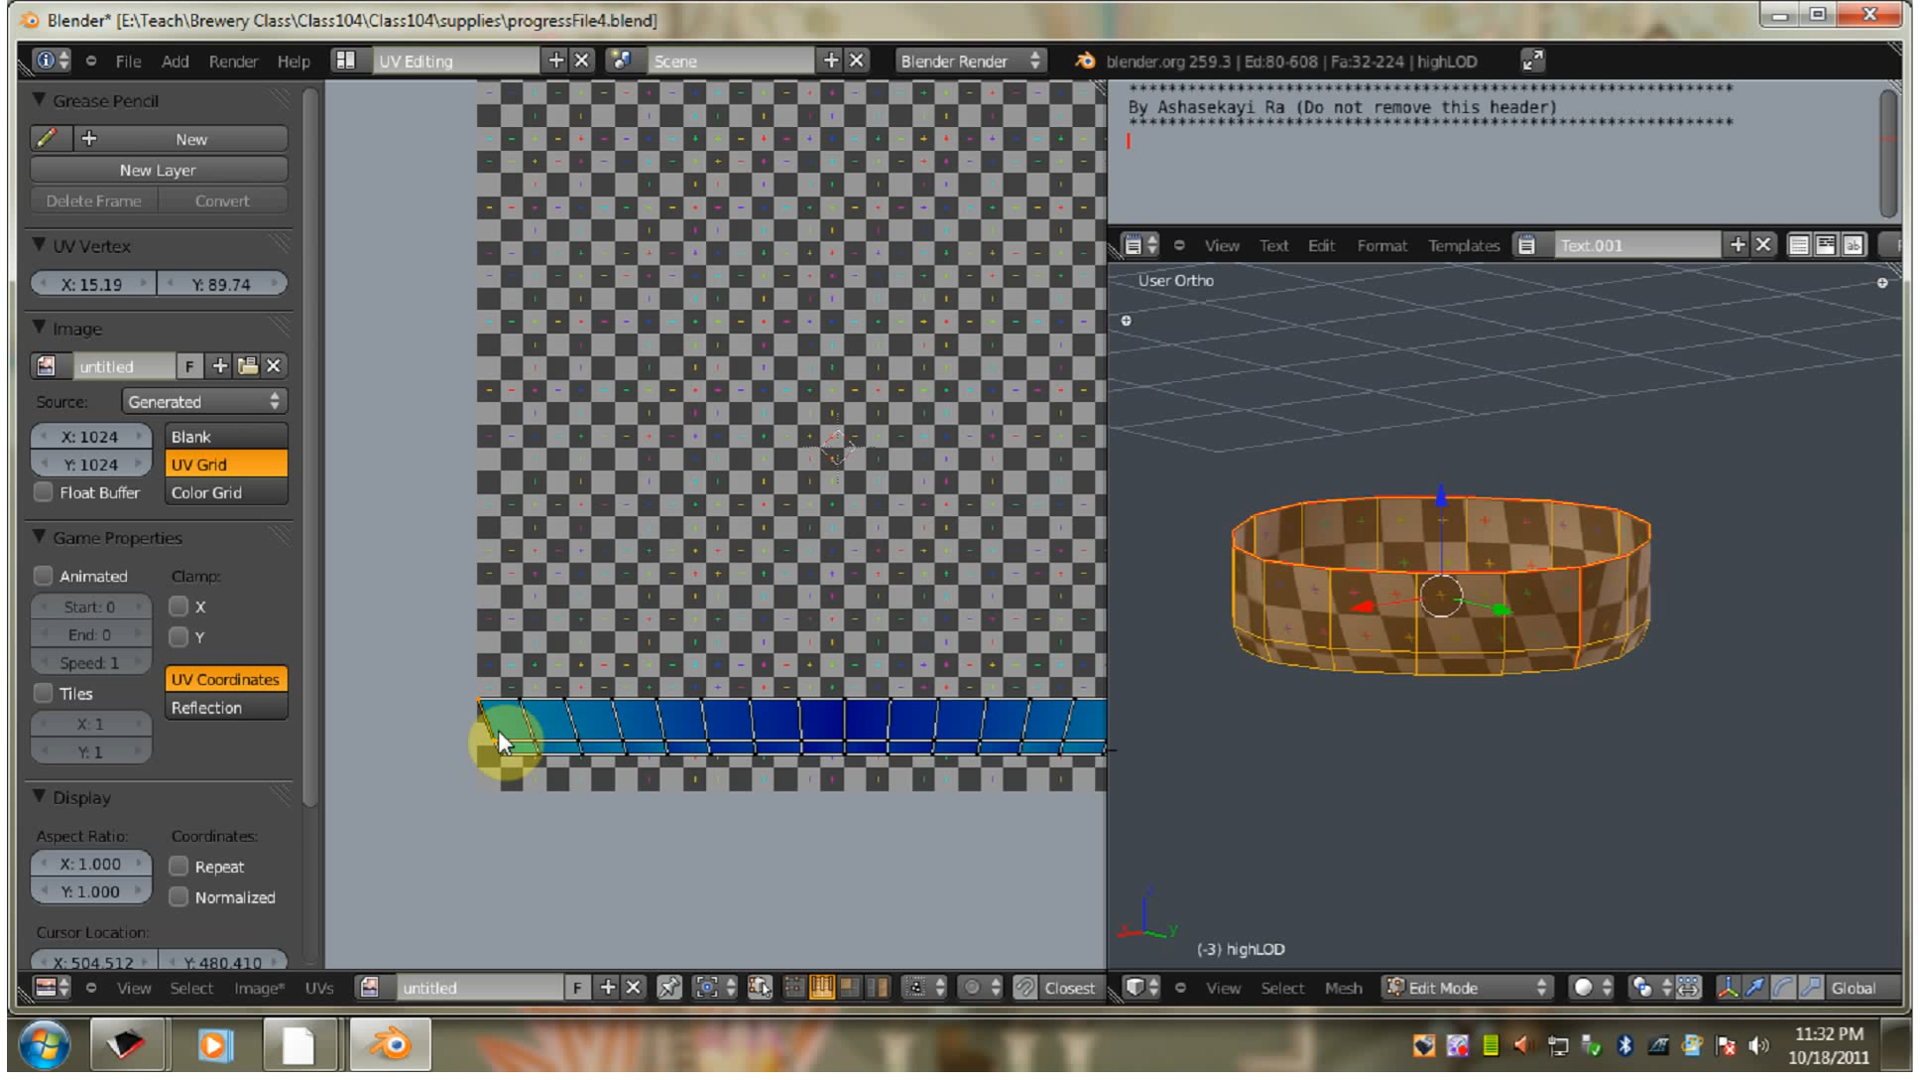 Blender* [E:\Teach\Brewery Class\Class104\Class104\supplies\progressFile4.blend]
File Add Render Help UV Editing Scene Blender Render blender.org 259.3 | Ed:80-608 | Fa:32-224 | highLOD
Grease Pencil
New
New Layer
Delete Frame Convert
UV Vertex
X: 15.19 Y: 89.74
Image
untitled F
Source: Generated
X: 1024 Blank
Y: 1024 UV Grid
Float Buffer Color Grid
Game Properties
Animated Clamp:
Start: 0 X
End: 0 Y
Speed: 1
UV Coordinates
Tiles Reflection
X: 1
Y: 1
Display
Aspect Ratio: Coordinates:
X: 1.000 Repeat
Y: 1.000 Normalized
Cursor Location:
X: 504.512 Y: 480.410
View Select Image* UVs untitled F Closest
By Ashasekayi Ra (Do not remove this header)
View Text Edit Format Templates Text.001 ab
User Ortho
x y
(-3) highLOD
View Select Mesh Edit Mode Global
11:32 PM
10/18/2011